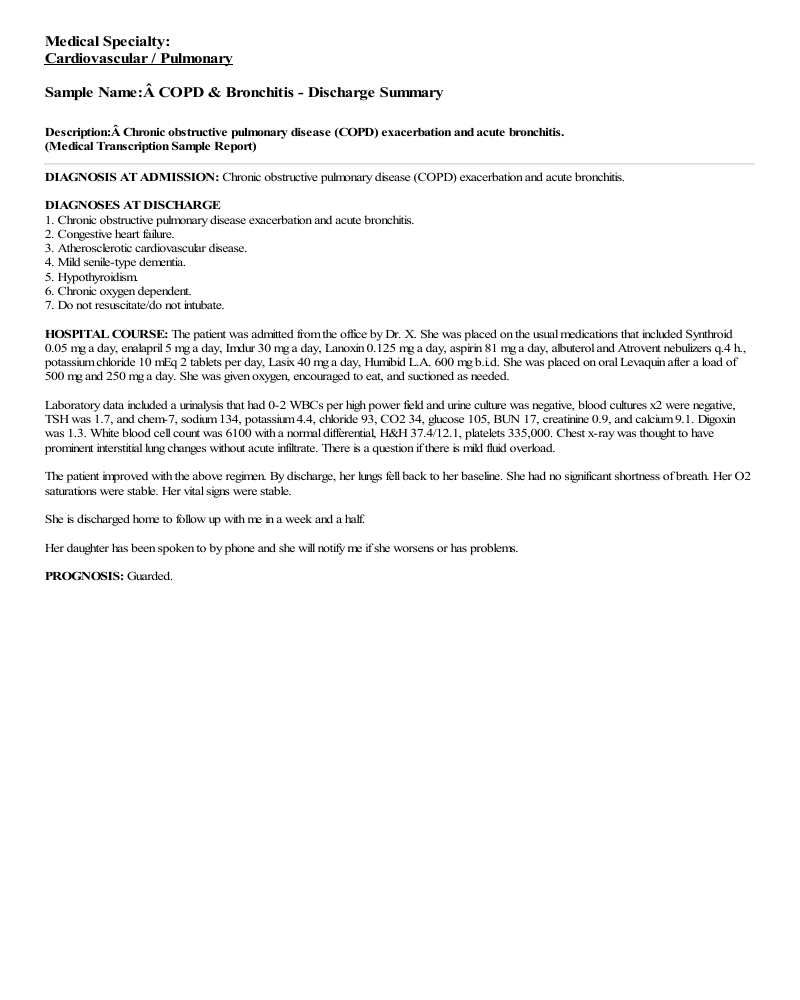 Medical Specialty:
Cardiovascular / Pulmonary
Sample Name:Â COPD & Bronchitis - Discharge Summary
Description:Â Chronic obstructive pulmonary disease (COPD) exacerbation and acute bronchitis.
(Medical Transcription Sample Report)
DIAGNOSIS AT ADMISSION: Chronic obstructive pulmonary disease (COPD) exacerbation and acute bronchitis.
DIAGNOSES AT DISCHARGE
1. Chronic obstructive pulmonary disease exacerbation and acute bronchitis.
2. Congestive heart failure.
3. Atherosclerotic cardiovascular disease.
4. Mild senile-type dementia.
5. Hypothyroidism.
6. Chronic oxygen dependent.
7. Do not resuscitate/do not intubate.
HOSPITAL COURSE: The patient was admitted from the office by Dr. X. She was placed on the usual medications that included Synthroid
0.05 mg a day, enalapril 5 mg a day, Imdur 30 mg a day, Lanoxin 0.125 mg a day, aspirin 81 mg a day, albuterol and Atrovent nebulizers q.4 h.,
potassium chloride 10 mEq 2 tablets per day, Lasix 40 mg a day, Humibid L.A. 600 mg b.i.d. She was placed on oral Levaquin after a load of
500 mg and 250 mg a day. She was given oxygen, encouraged to eat, and suctioned as needed.
Laboratory data included a urinalysis that had 0-2 WBCs per high power field and urine culture was negative, blood cultures x2 were negative,
TSH was 1.7, and chem-7, sodium 134, potassium 4.4, chloride 93, CO2 34, glucose 105, BUN 17, creatinine 0.9, and calcium 9.1. Digoxin
was 1.3. White blood cell count was 6100 with a normal differential, H&H 37.4/12.1, platelets 335,000. Chest x-ray was thought to have
prominent interstitial lung changes without acute infiltrate. There is a question if there is mild fluid overload.
The patient improved with the above regimen. By discharge, her lungs fell back to her baseline. She had no significant shortness of breath. Her O2
saturations were stable. Her vital signs were stable.
She is discharged home to follow up with me in a week and a half.
Her daughter has been spoken to by phone and she will notify me if she worsens or has problems.
PROGNOSIS: Guarded.